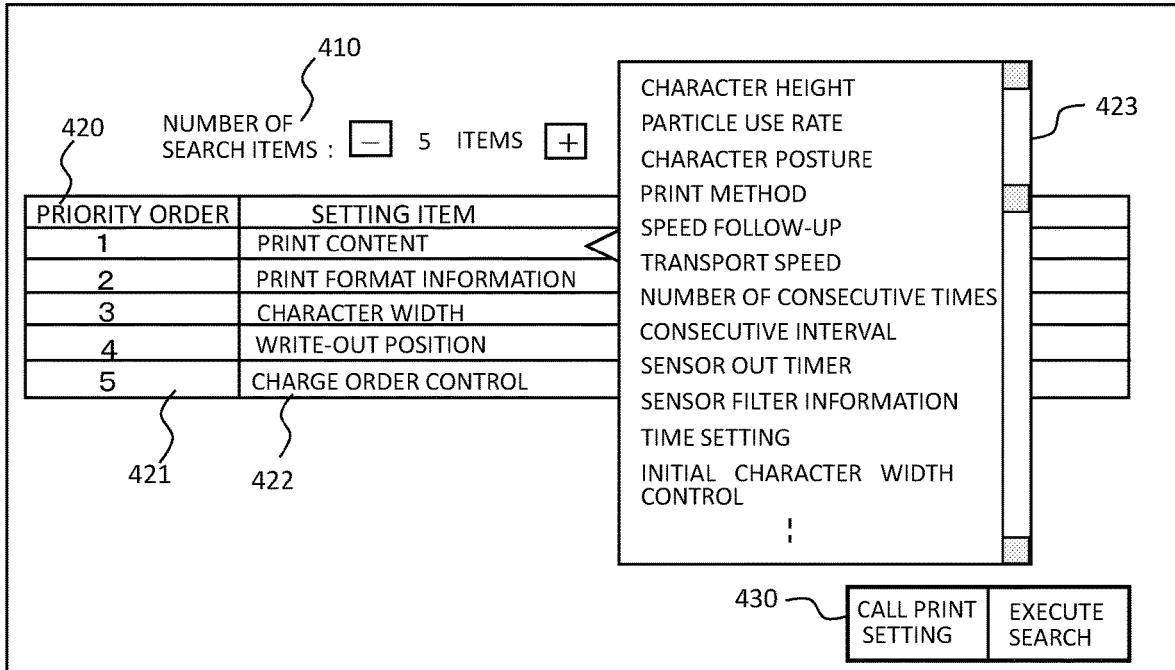 410
NUMBER OF
SEARCH ITEMS : − 5 ITEMS +
420
PRIORITY ORDER SETTING ITEM
1 PRINT CONTENT
2 PRINT FORMAT INFORMATION
3 CHARACTER WIDTH
4 WRITE-OUT POSITION
5 CHARGE ORDER CONTROL
421
422
CHARACTER HEIGHT
PARTICLE USE RATE
CHARACTER POSTURE
PRINT METHOD
SPEED FOLLOW-UP
TRANSPORT SPEED
NUMBER OF CONSECUTIVE TIMES
CONSECUTIVE INTERVAL
SENSOR OUT TIMER
SENSOR FILTER INFORMATION
TIME SETTING
INITIAL CHARACTER WIDTH
CONTROL
423
430
CALL PRINT
SETTING
EXECUTE
SEARCH